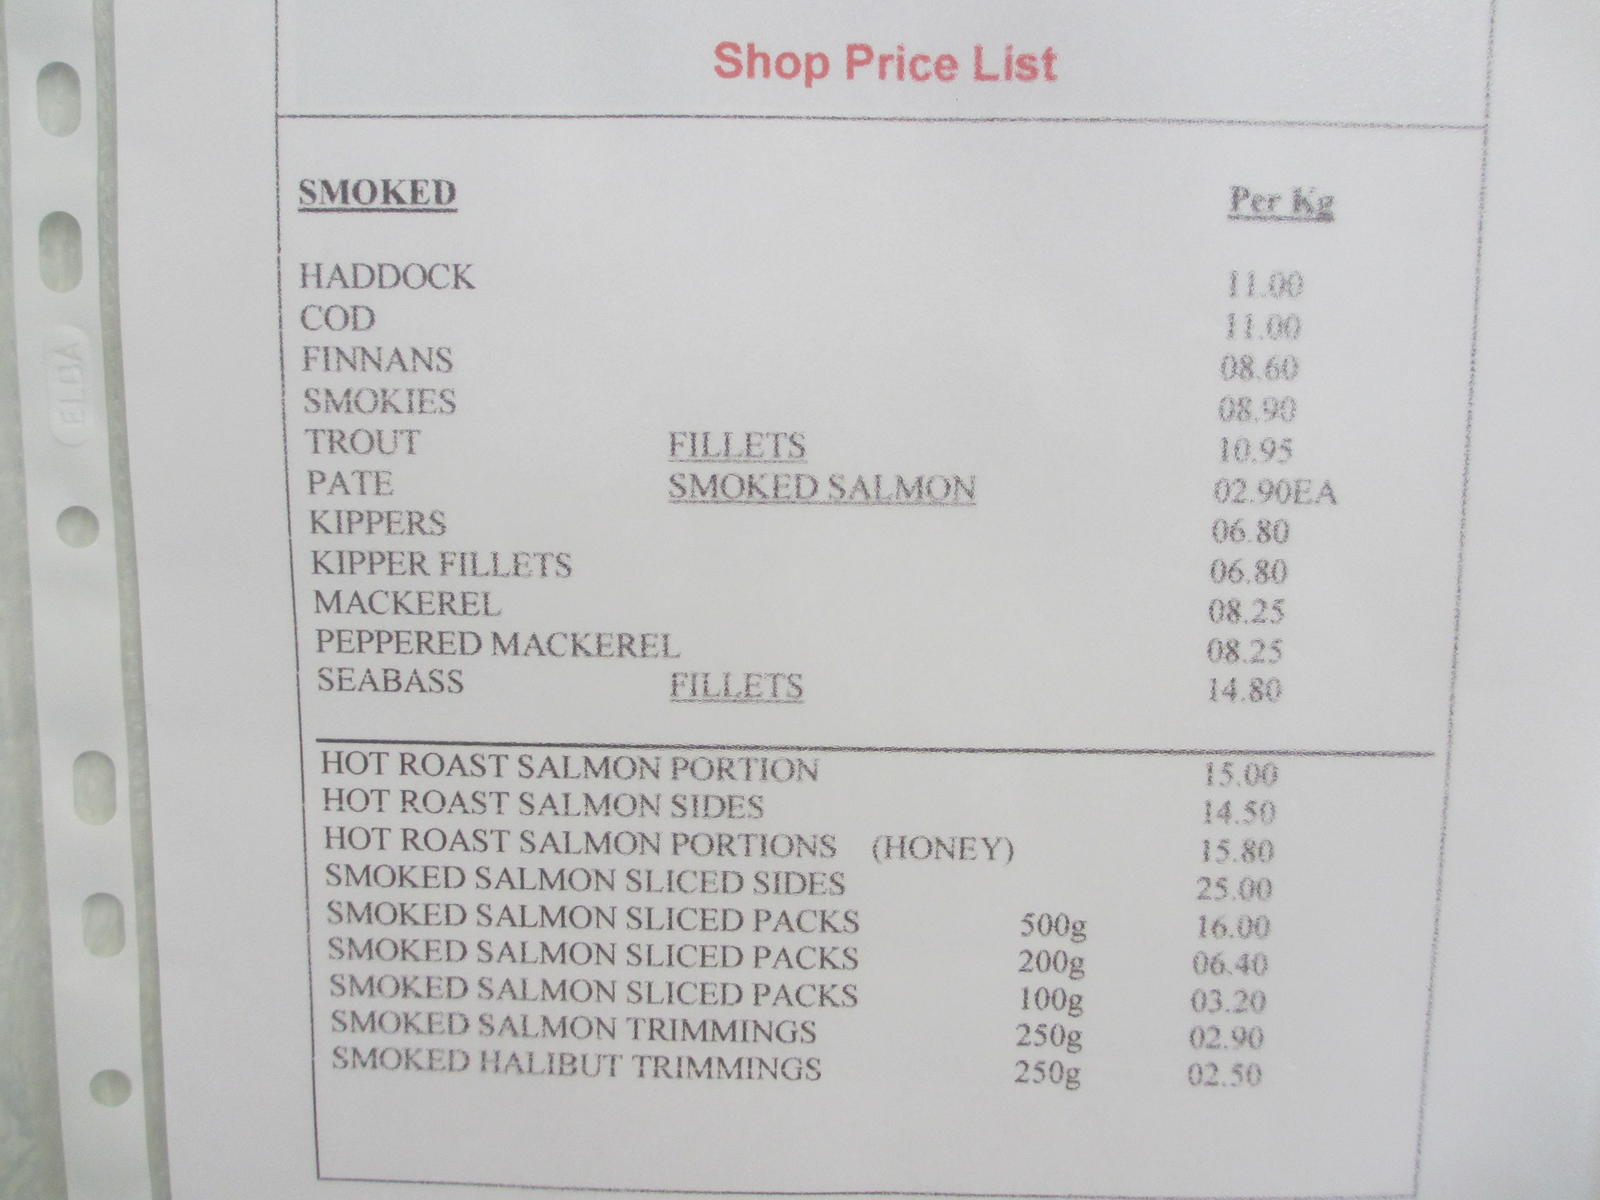 Shop Price List
SMOKED Per Kg
HADDOCK 11.00
COD 11.00
FINNANS 08.60
SMOKIES 08.90
TROUT FILLETS 10.95
PATE SMOKED SALMON 02.90EA
KIPPERS 06.80
KIPPER FILLETS 06.80
MACKEREL 08.25
PEPPERED MACKEREL 08.25
SEABASS FILLETS 14.80
HOT ROAST SALMON PORTION 15.00
HOT ROAST SALMON SIDES 14.50
HOT ROAST SALMON PORTIONS (HONEY) 15.80
SMOKED SALMON SLICED SIDES 25.00
SMOKED SALMON SLICED PACKS 500g 16.00
SMOKED SALMON SLICED PACKS 200g 06.40
SMOKED SALMON SLICED PACKS 100g 03.20
SMOKED SALMON TRIMMINGS 250g 02.90
SMOKED HALIBUT TRIMMINGS 250g 02.50
ELBA